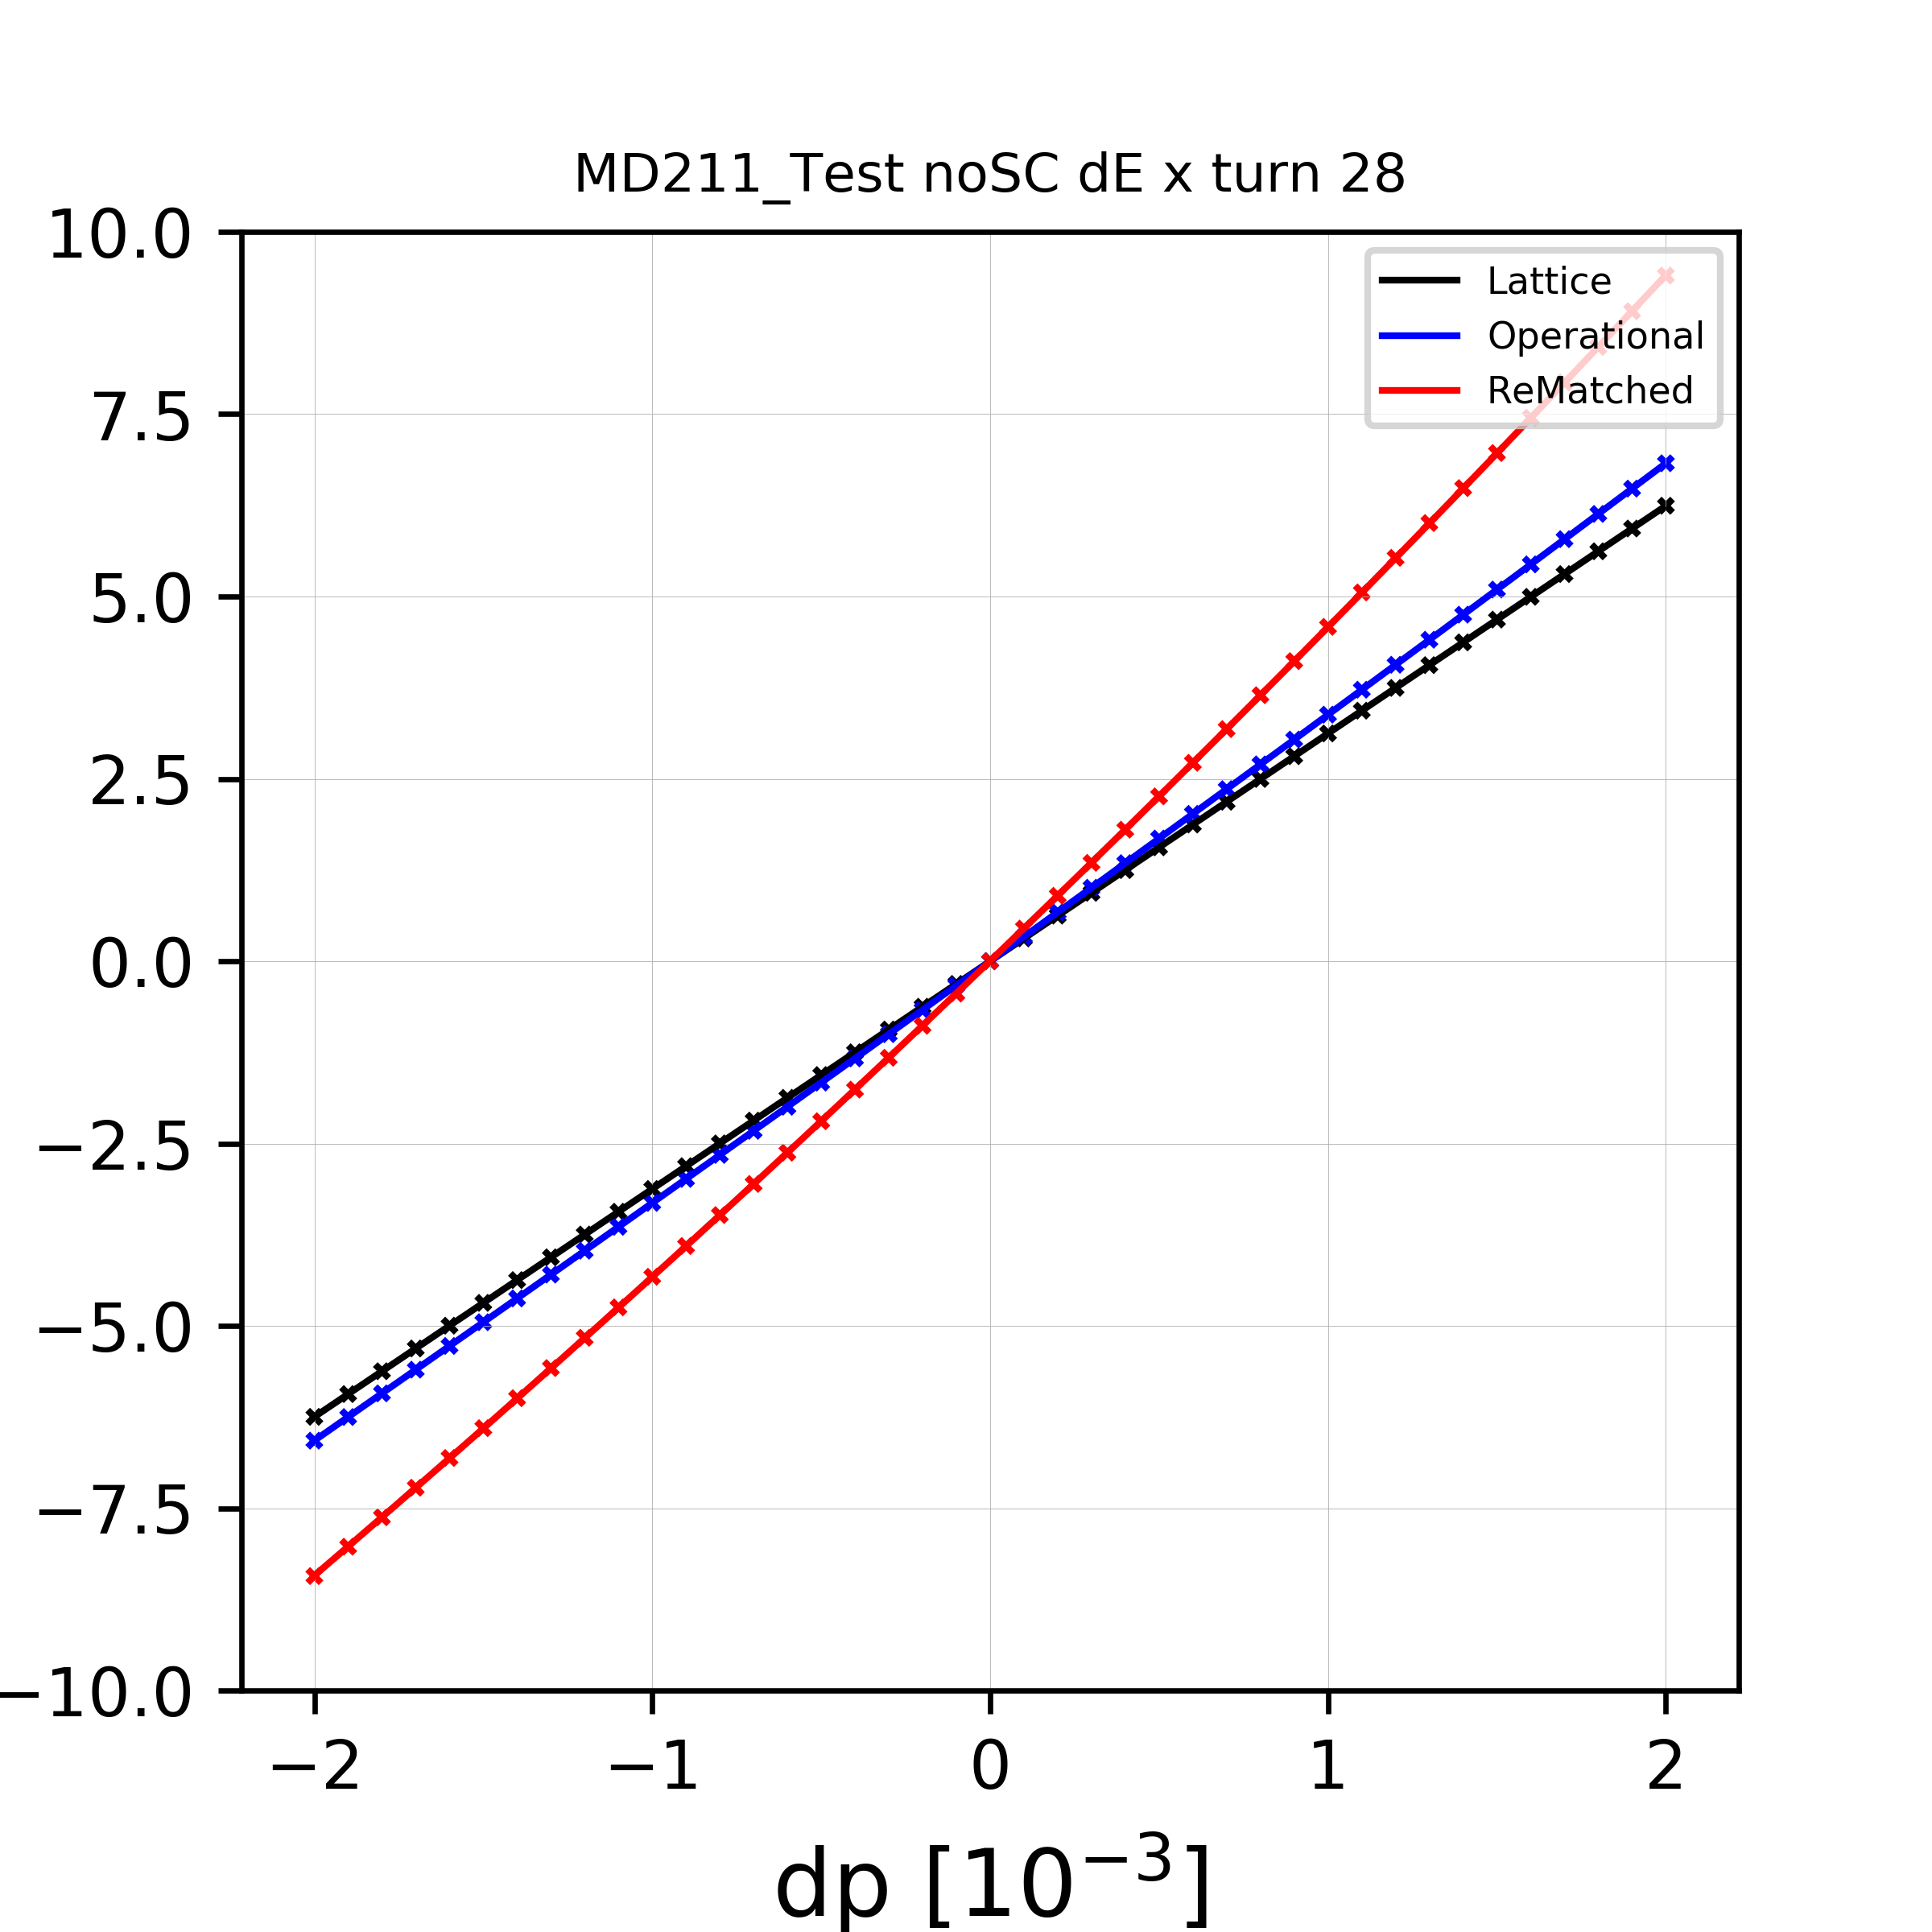 MD211_Test noSC dE x turn 28
10.0
7.5
5.0
2.5
0.0
−2.5
−5.0
−7.5
−10.0
Lattice
Operational
ReMatched
−2 −1 0 1 2
dp [10⁻³]